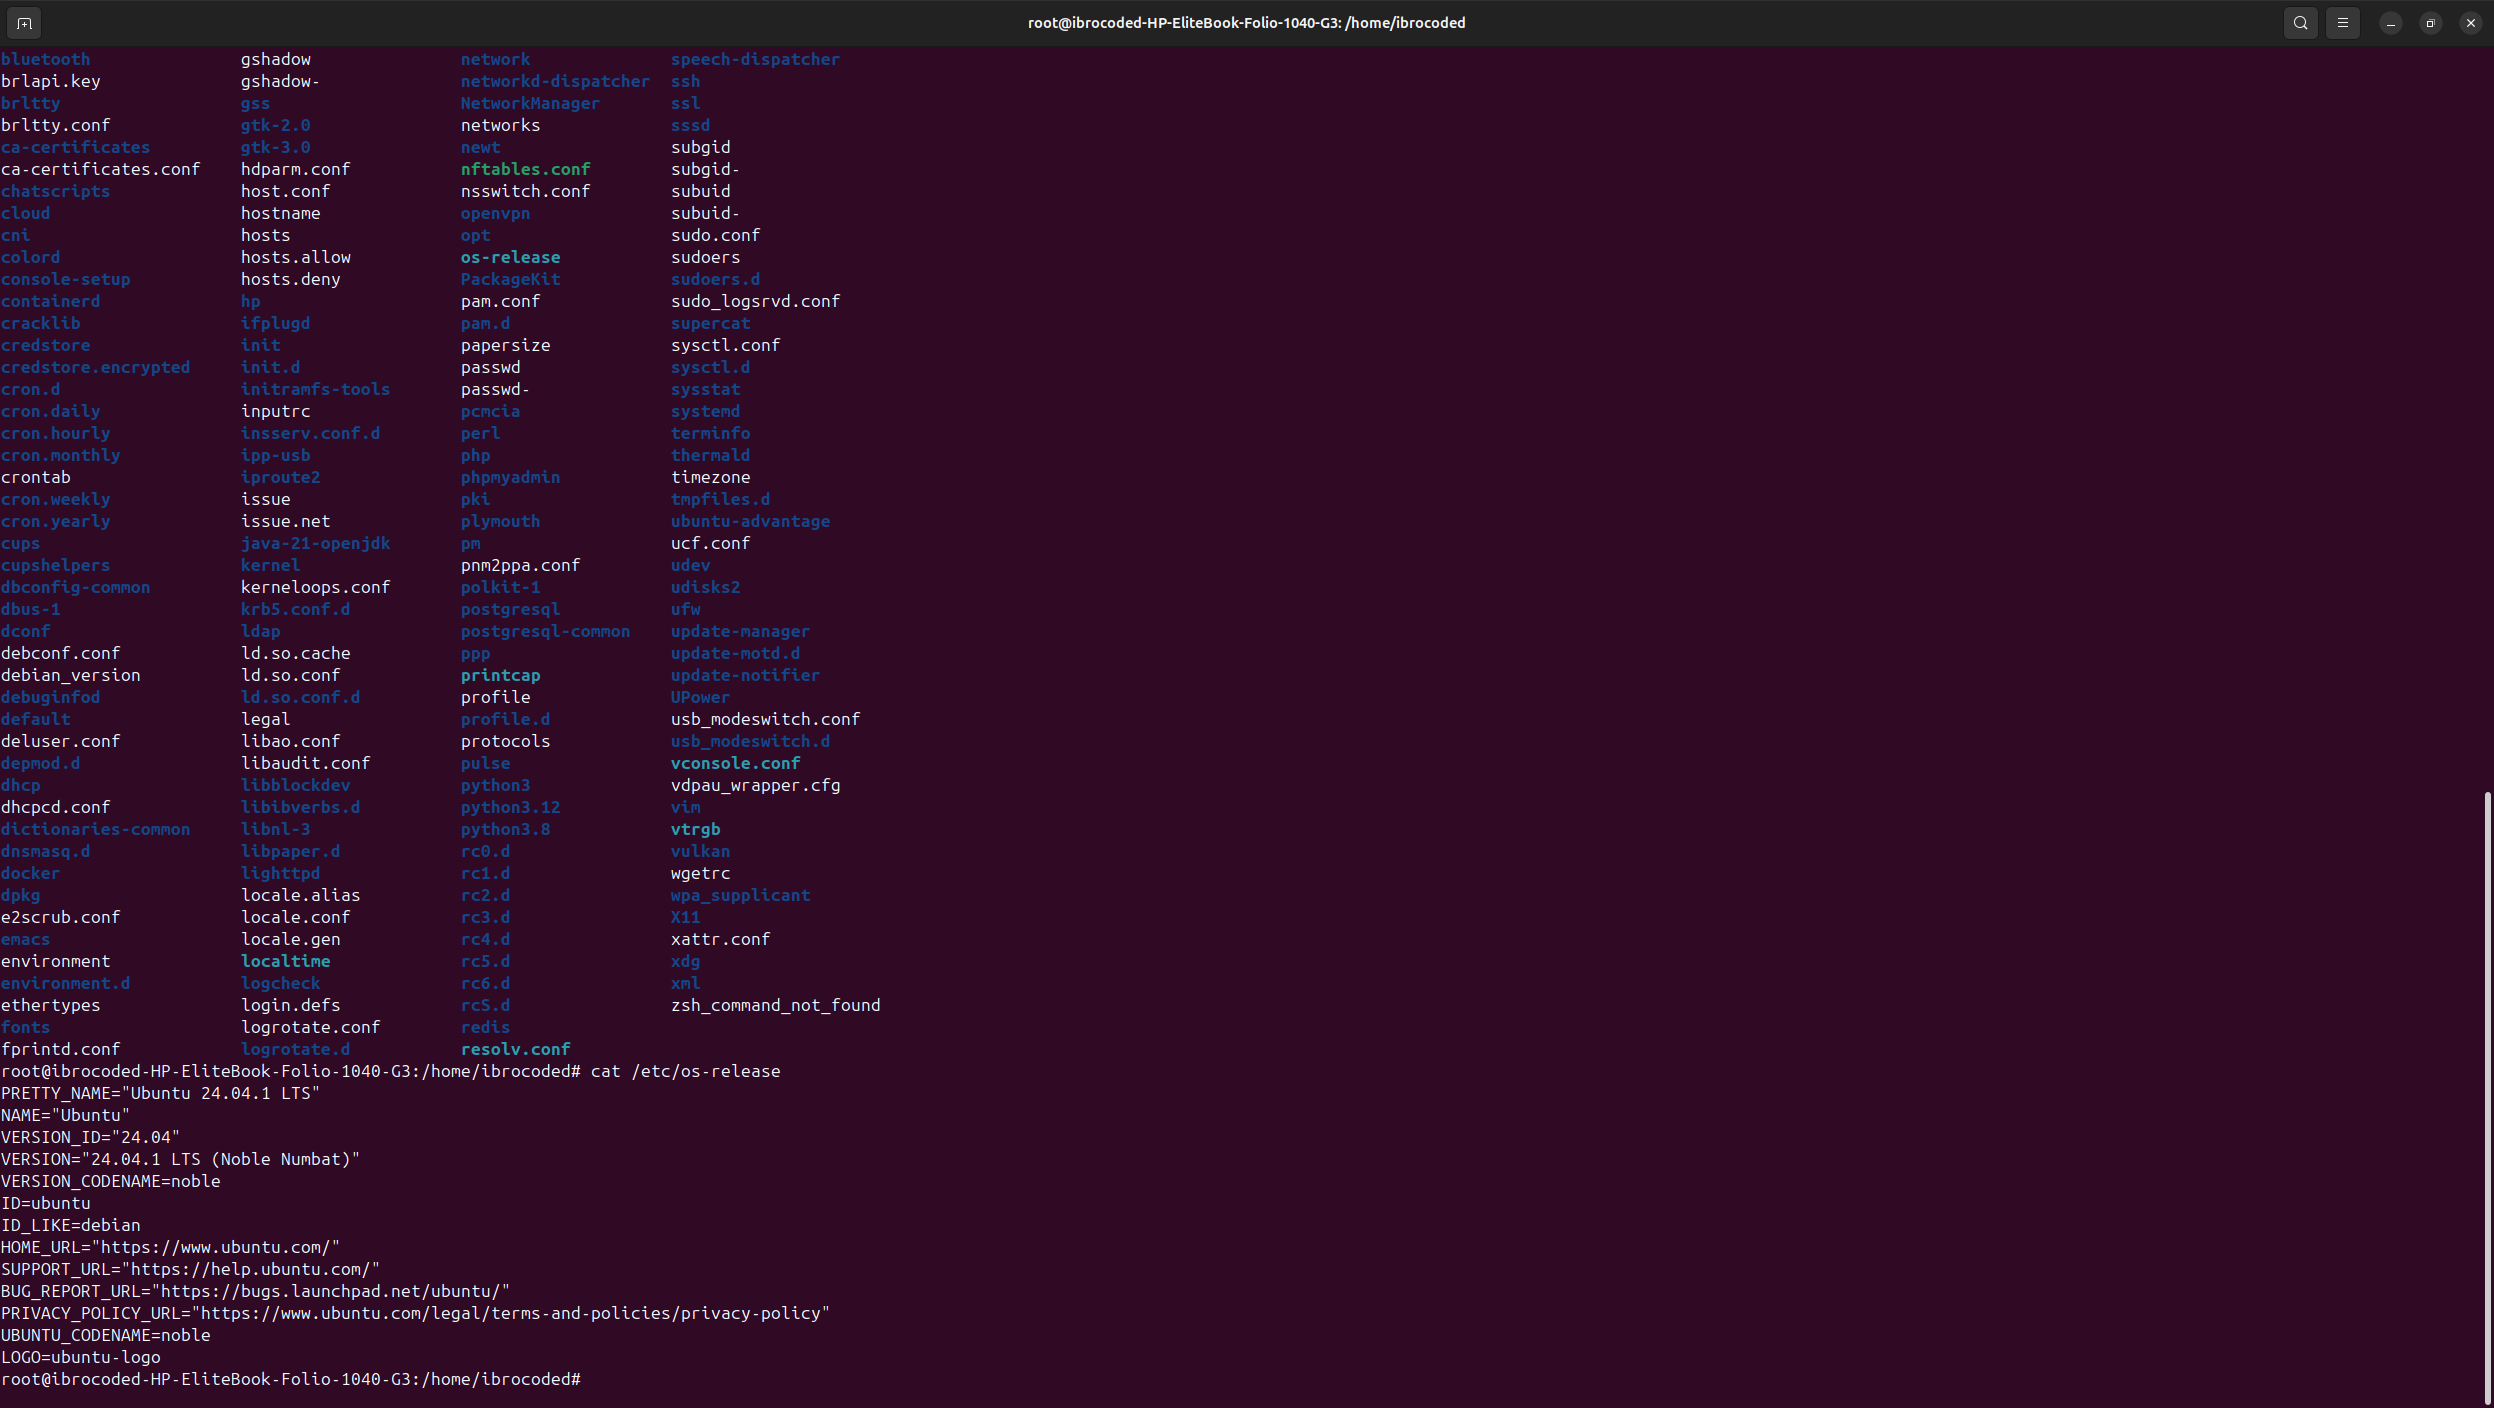 root@ibrocoded-HP-EliteBook-Folio-1040-G3: /home/ibrocoded
bluetooth gshadow network speech-dispatcher
brlapi.key gshadow- networkd-dispatcher ssh
brltty gss NetworkManager ssl
brltty.conf gtk-2.0 networks sssd
ca-certificates gtk-3.0 newt subgid
ca-certificates.conf hdparm.conf nftables.conf subgid-
chatscripts host.conf nsswitch.conf subuid
cloud hostname openvpn subuid-
cni hosts opt sudo.conf
colord hosts.allow os-release sudoers
console-setup hosts.deny PackageKit sudoers.d
containerd hp pam.conf sudo_logsrvd.conf
cracklib ifplugd pam.d supercat
credstore init papersize sysctl.conf
credstore.encrypted init.d passwd sysctl.d
cron.d initramfs-tools passwd- sysstat
cron.daily inputrc pcmcia systemd
cron.hourly insserv.conf.d perl terminfo
cron.monthly ipp-usb php thermald
crontab iproute2 phpmyadmin timezone
cron.weekly issue pki tmpfiles.d
cron.yearly issue.net plymouth ubuntu-advantage
cups java-21-openjdk pm ucf.conf
cupshelpers kernel pnm2ppa.conf udev
dbconfig-common kerneloops.conf polkit-1 udisks2
dbus-1 krb5.conf.d postgresql ufw
dconf ldap postgresql-common update-manager
debconf.conf ld.so.cache ppp update-motd.d
debian_version ld.so.conf printcap update-notifier
debuginfod ld.so.conf.d profile UPower
default legal profile.d usb_modeswitch.conf
deluser.conf libao.conf protocols usb_modeswitch.d
depmod.d libaudit.conf pulse vconsole.conf
dhcp libblockdev python3 vdpau_wrapper.cfg
dhcpcd.conf libibverbs.d python3.12 vim
dictionaries-common libnl-3 python3.8 vtrgb
dnsmasq.d libpaper.d rc0.d vulkan
docker lighttpd rc1.d wgetrc
dpkg locale.alias rc2.d wpa_supplicant
e2scrub.conf locale.conf rc3.d X11
emacs locale.gen rc4.d xattr.conf
environment localtime rc5.d xdg
environment.d logcheck rc6.d xml
ethertypes login.defs rcS.d zsh_command_not_found
fonts logrotate.conf redis
fprintd.conf logrotate.d resolv.conf
root@ibrocoded-HP-EliteBook-Folio-1040-G3:/home/ibrocoded# cat /etc/os-release
PRETTY_NAME="Ubuntu 24.04.1 LTS"
NAME="Ubuntu"
VERSION_ID="24.04"
VERSION="24.04.1 LTS (Noble Numbat)"
VERSION_CODENAME=noble
ID=ubuntu
ID_LIKE=debian
HOME_URL="https://www.ubuntu.com/"
SUPPORT_URL="https://help.ubuntu.com/"
BUG_REPORT_URL="https://bugs.launchpad.net/ubuntu/"
PRIVACY_POLICY_URL="https://www.ubuntu.com/legal/terms-and-policies/privacy-policy"
UBUNTU_CODENAME=noble
LOGO=ubuntu-logo
root@ibrocoded-HP-EliteBook-Folio-1040-G3:/home/ibrocoded#